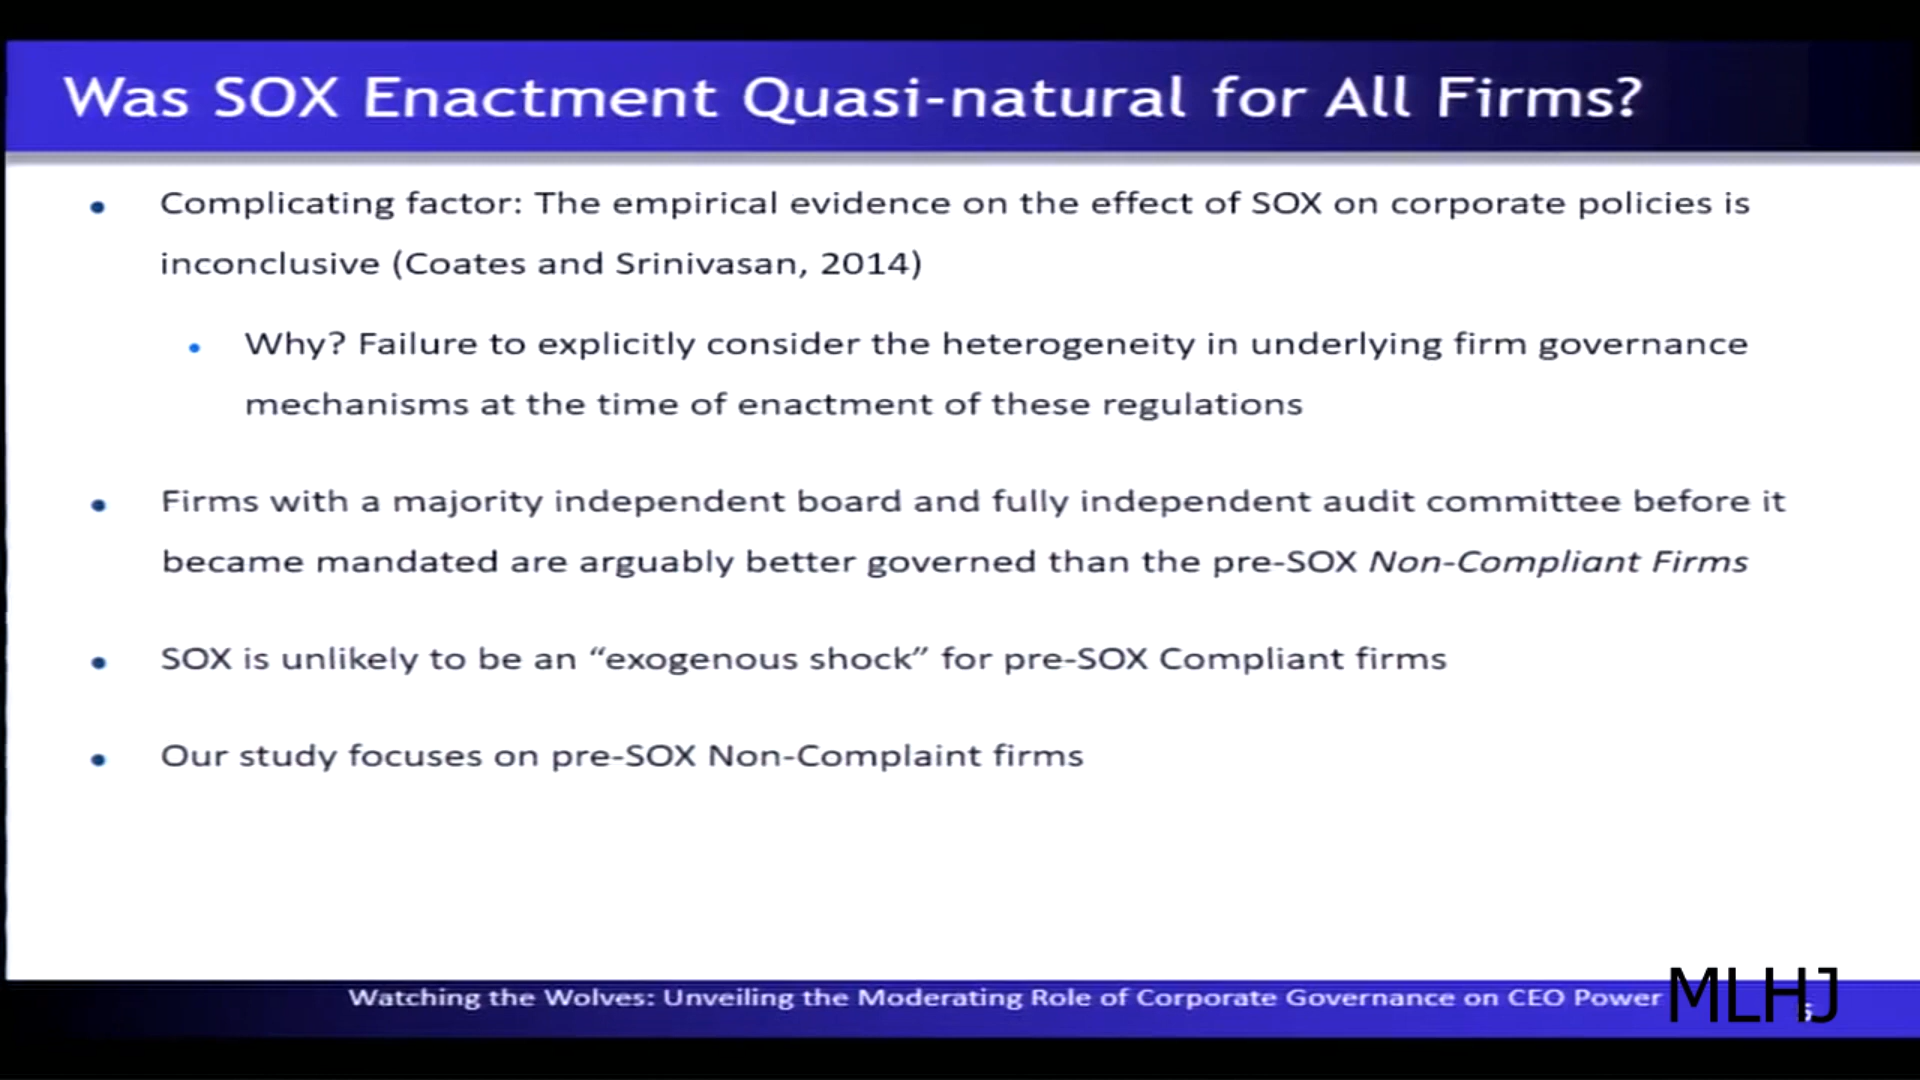 Was SOX Enactment Quasi-natural for All Firms?
Complicating factor: The empirical evidence on the effect of SOX on corporate policies is
inconclusive (Coates and Srinivasan, 2014)
Why? Failure to explicitly consider the heterogeneity in underlying firm governance
mechanisms at the time of enactment of these regulations
Firms with a majority independent board and fully independent audit committee before it
became mandated are arguably better governed than the pre-SOX Non-Compliant Firms
SOX is unlikely to be an “exogenous shock” for pre-SOX Compliant firms
Our study focuses on pre-SOX Non-Complaint firms
Watching the Wolves: Unveiling the Moderating Role of Corporate Governance on CEO Power
MLHJ